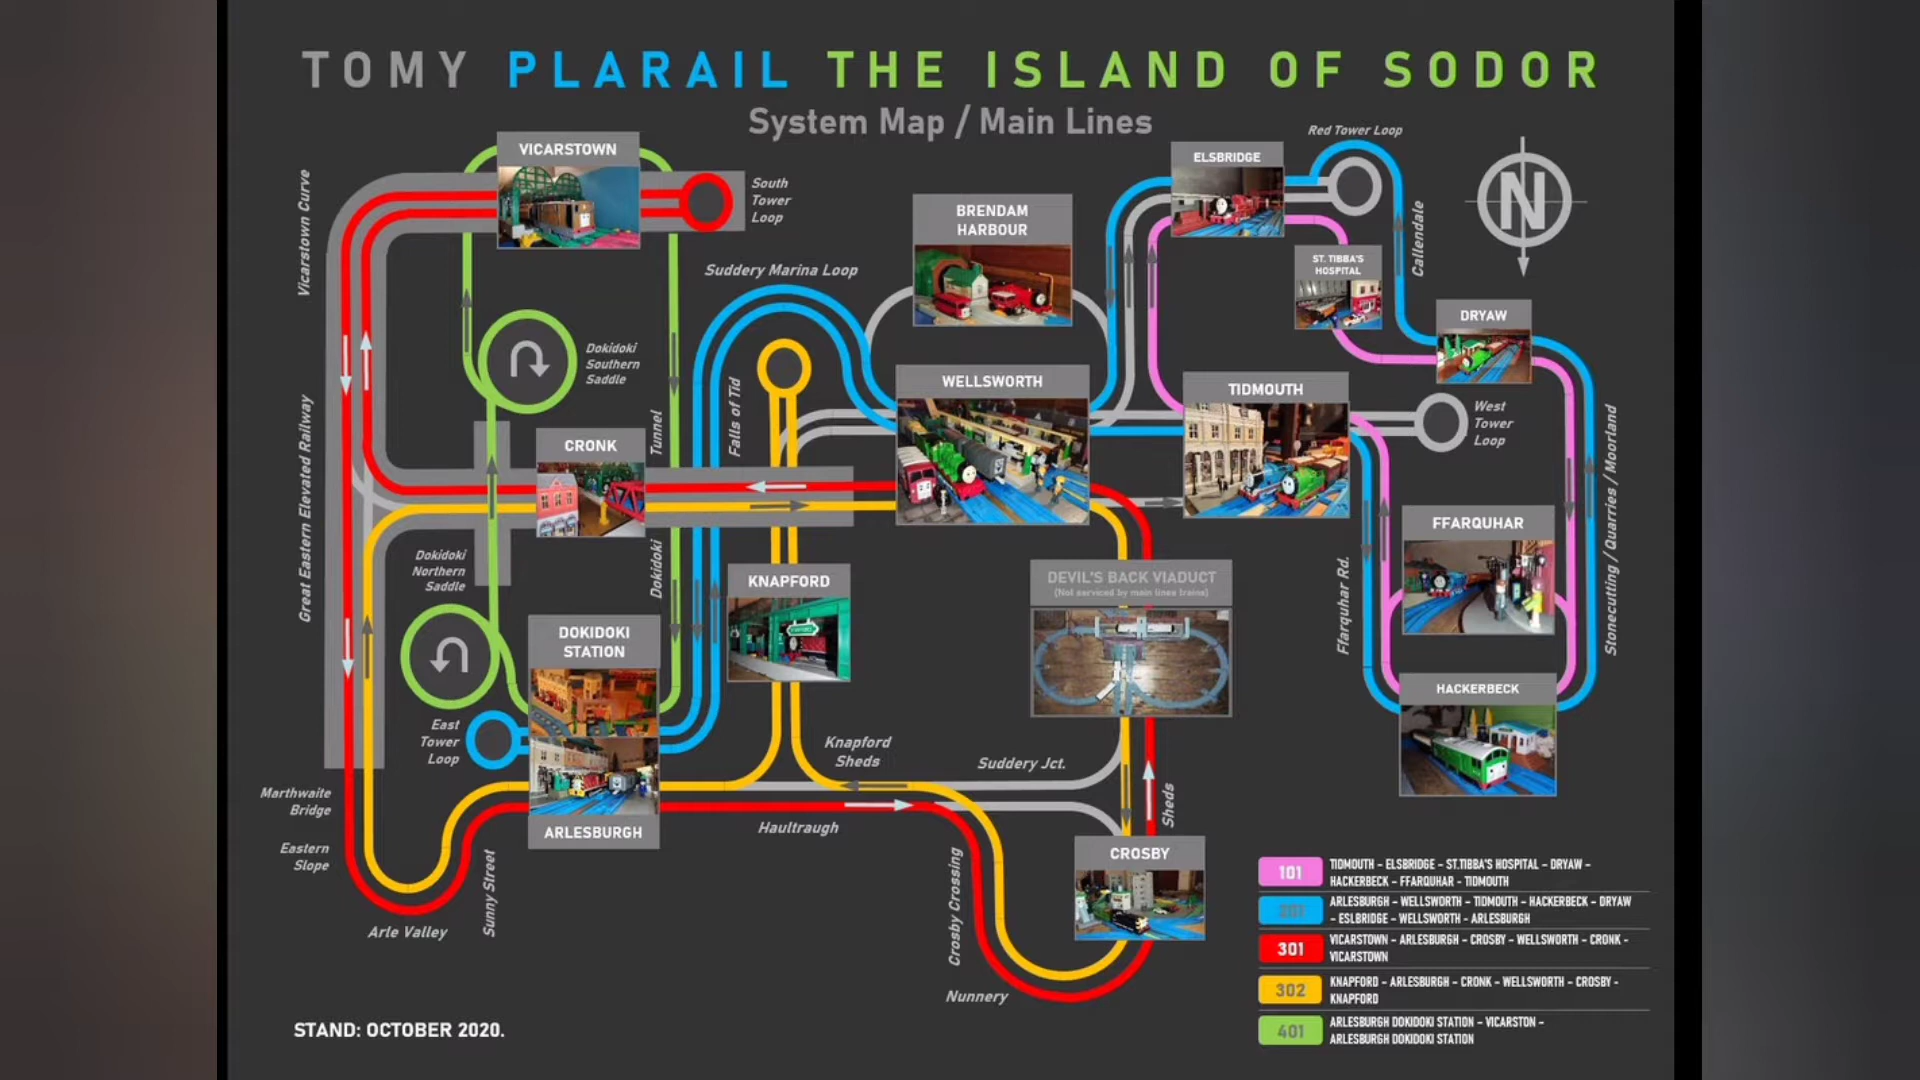 TOMY PLARAIL THE ISLAND OF SODOR
System Map / Main Lines
VICARSTOWN
Vicarstown Curve
South
Tower
Loop
Suddery Marina Loop
BRENDAM
HARBOUR
ELSBRIDGE
Red Tower Loop
N
ST. TIBBA'S
HOSPITAL
Callendale
DRYAW
Dokidoki
Southern
Saddle
Great Eastern Elevated Railway
CRONK
Tunnel
Falls of Tid
WELLSWORTH
TIDMOUTH
West
Tower
Loop
Stonecutting / Quarries / Moorland
Dokidoki
Northern
Saddle
Dokidoki
DOKIDOKI
STATION
KNAPFORD
DEVIL'S BACK VIADUCT
(Not serviced by main lines trains)
Ffarquhar Rd.
FFARQUHAR
HACKERBECK
East
Tower
Loop
Knapford
Sheds
Suddery Jct.
Marthwaite
Bridge
ARLESBURGH
Haultraugh
Sheds
Eastern
Slope
Sunny Street
Arle Valley
Crosby Crossing
CROSBY
Nunnery
101
TIDMOUTH – ELSBRIDGE – ST.TIBBA'S HOSPITAL – DRYAW –
HACKERBECK – FFARQUHAR – TIDMOUTH
ARLESBURGH – WELLSWORTH – TIDMOUTH – HACKERBECK – DRYAW
– ESLBRIDGE – WELLSWORTH – ARLESBURGH
301
VICARSTOWN – ARLESBURGH – CROSBY – WELLSWORTH – CRONK –
VICARSTOWN
302
KNAPFORD – ARLESBURGH – CRONK – WELLSWORTH – CROSBY –
KNAPFORD
401
ARLESBURGH DOKIDOKI STATION – VICARSTON –
ARLESBURGH DOKIDOKI STATION
STAND: OCTOBER 2020.